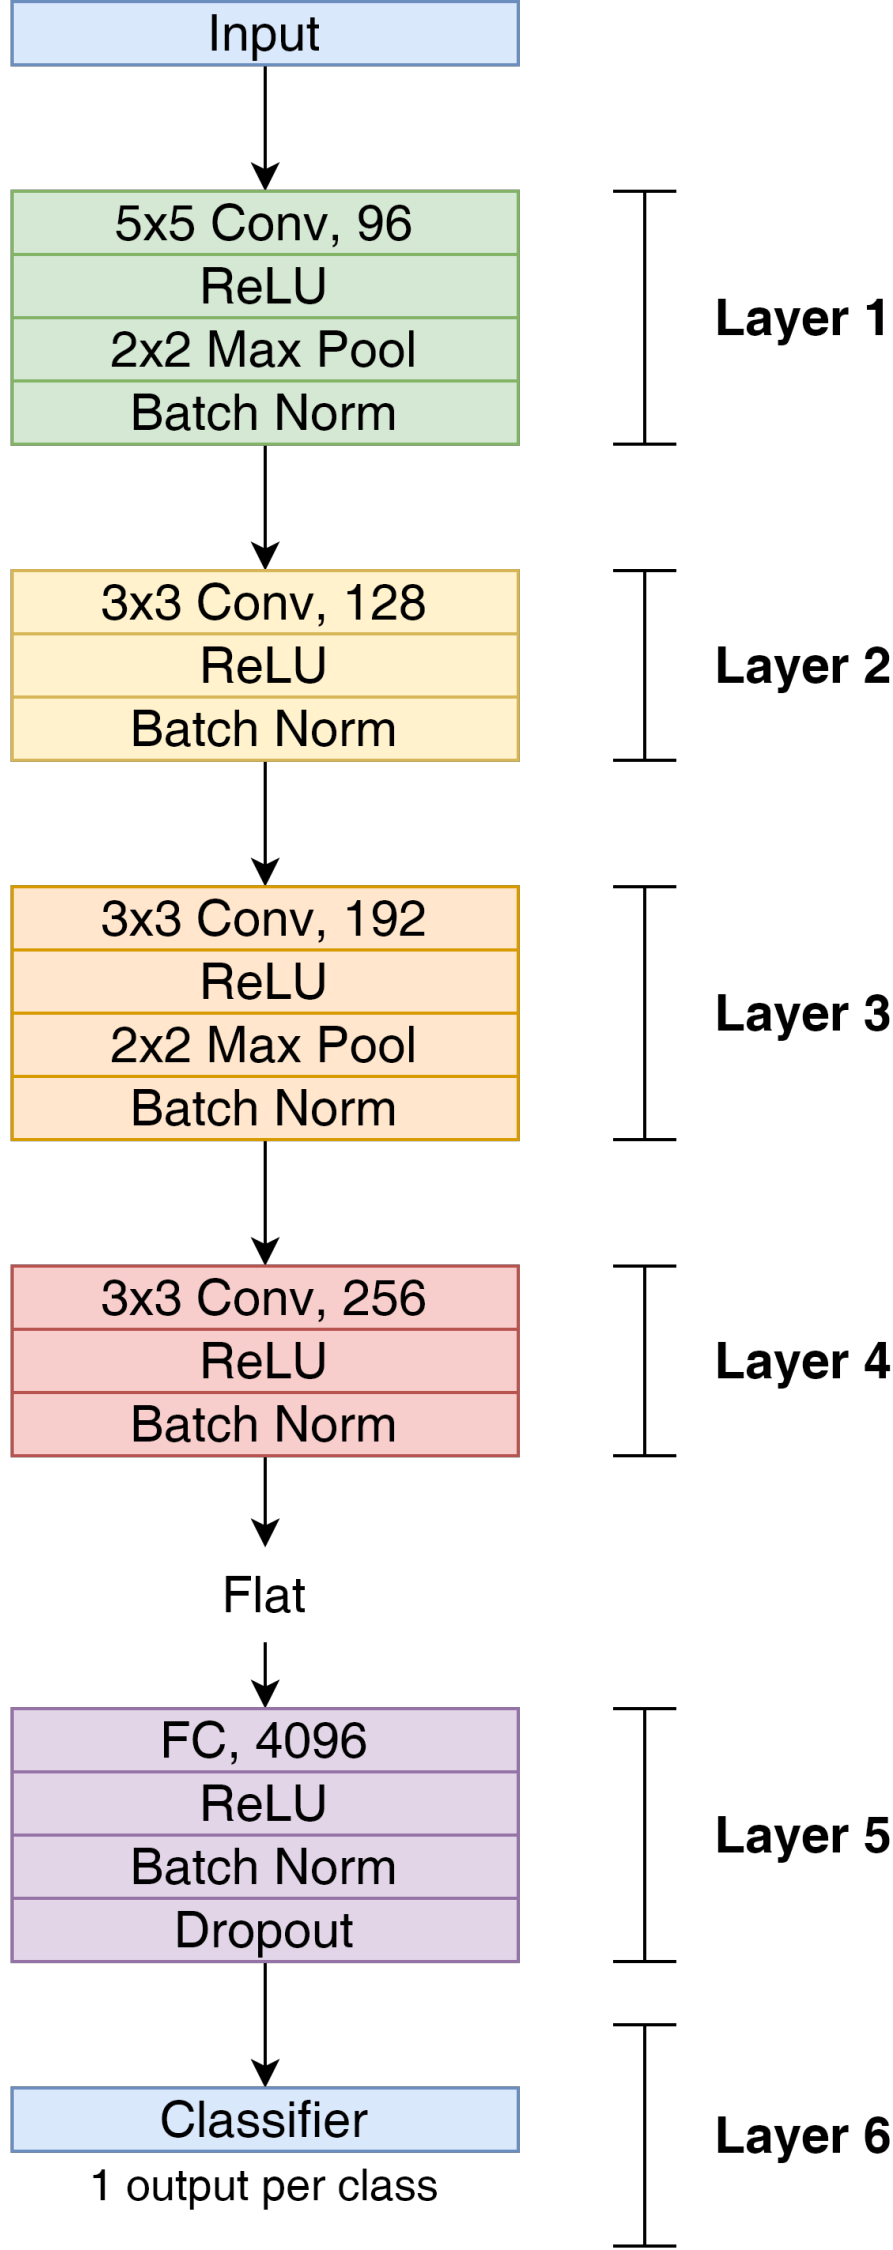 Input
5x5 Conv, 96
ReLU
2x2 Max Pool
Batch Norm
Layer 1
3x3 Conv, 128
ReLU
Batch Norm
Layer 2
3x3 Conv, 192
ReLU
2x2 Max Pool
Batch Norm
Layer 3
3x3 Conv, 256
ReLU
Batch Norm
Layer 4
Flat
FC, 4096
ReLU
Batch Norm
Dropout
Layer 5
Classifier
1 output per class
Layer 6